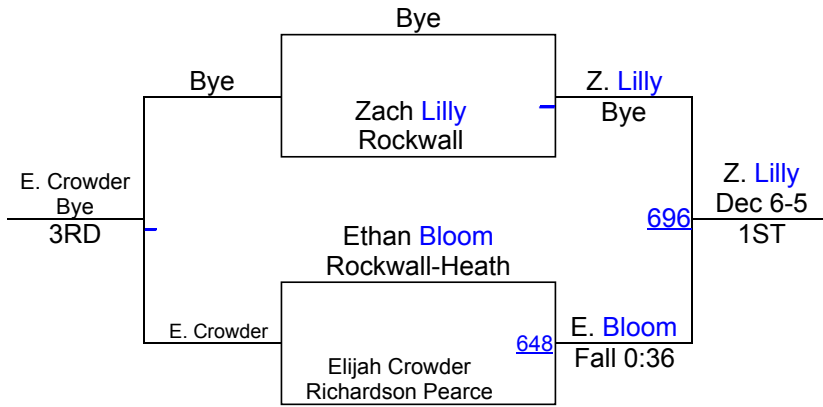 Bye
Bye
Zach Lilly
Rockwall
Z. Lilly
Bye
E. Crowder
Bye
3RD
Z. Lilly
Dec 6-5
1ST
696
Ethan Bloom
Rockwall-Heath
E. Crowder
648
Elijah Crowder
Richardson Pearce
E. Bloom
Fall 0:36